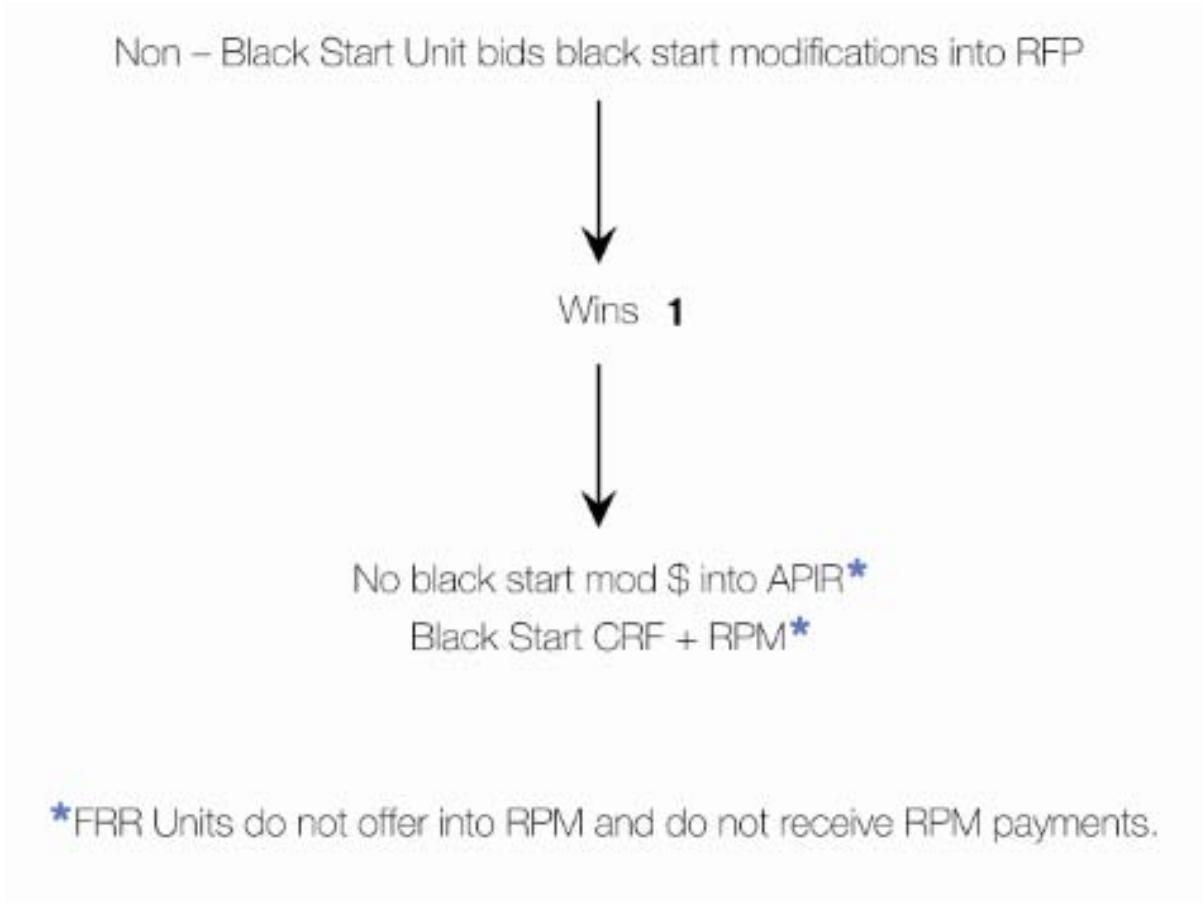 Non – Black Start Unit bids black start modifications into RFP
Wins 1
No black start mod $ into APIR*
Black Start CRF + RPM*
*FRR Units do not offer into RPM and do not receive RPM payments.